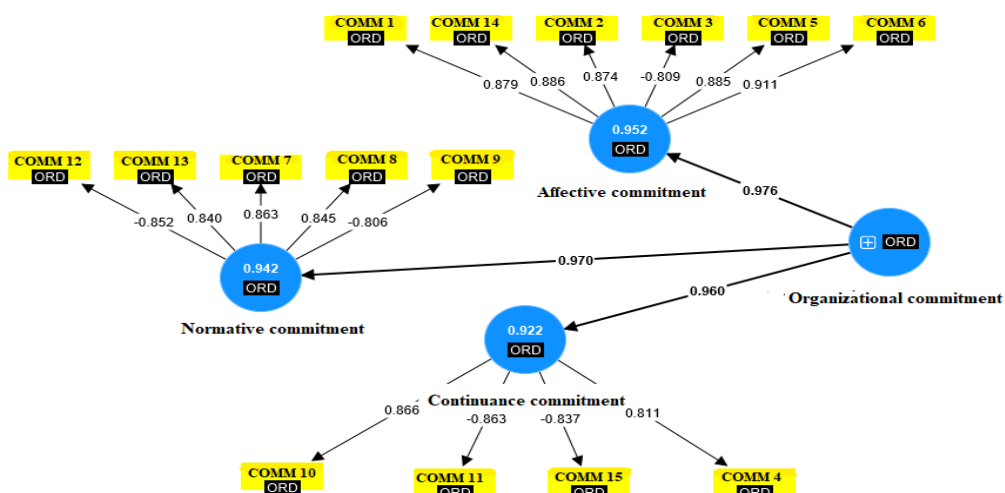 COMM 1 COMM 14 COMM 2 COMM 3 COMM 5 COMM 6
ORD ORD ORD ORD ORD ORD
0.879 0.886 0.874 -0.809 0.885 0.911
0.952
ORD
Affective commitment
COMM 12 COMM 13 COMM 7 COMM 8 COMM 9
ORD ORD ORD ORD ORD
-0.852 0.840 0.863 0.845 -0.806
0.942
ORD
Normative commitment
0.976
0.970
0.960
ORD
Organizational commitment
0.922
ORD
Continuance commitment
0.866 -0.863 -0.837 0.811
COMM 10 COMM 11 COMM 15 COMM 4
ORD ORD ORD ORD